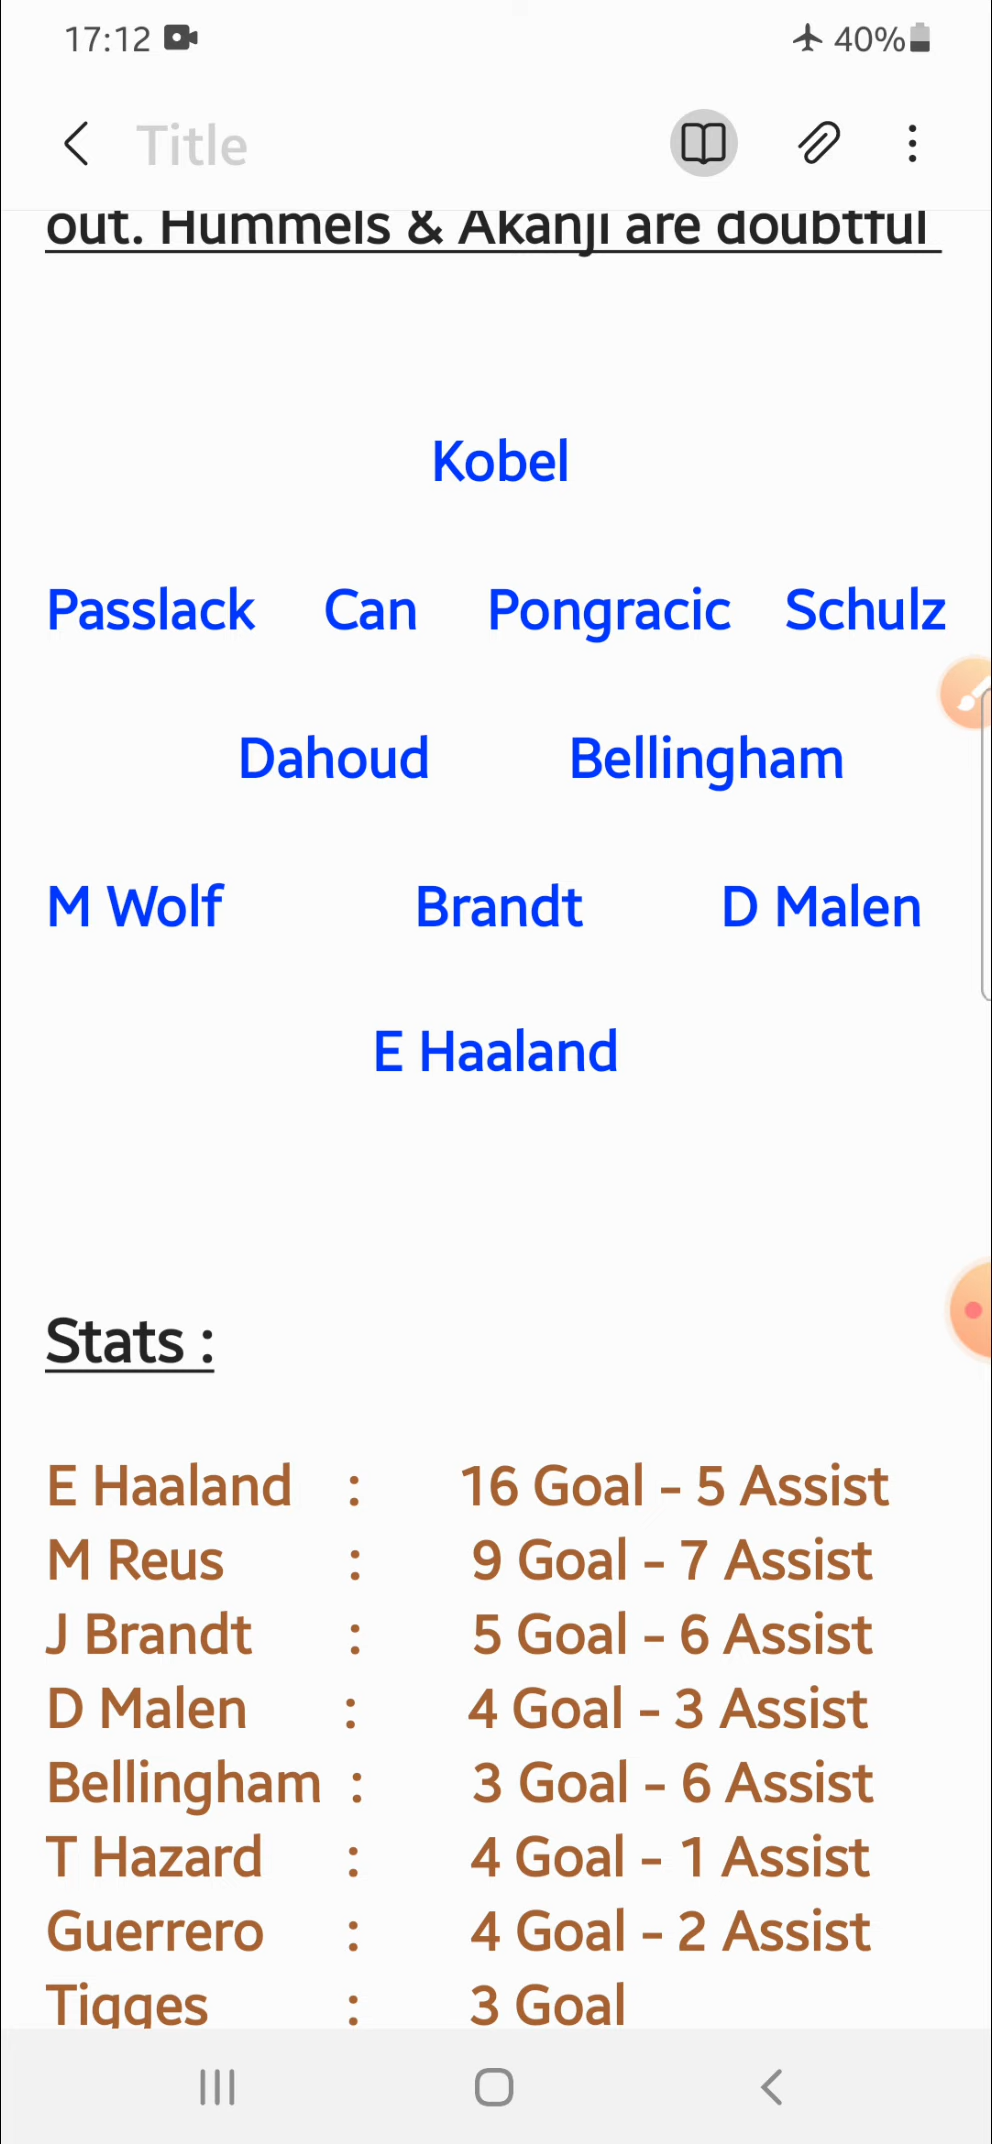 17:12 40%
Title
out. Hummels & Akanji are doubtful
Kobel
Passlack Can Pongracic Schulz
Dahoud Bellingham
M Wolf Brandt D Malen
E Haaland
Stats :
E Haaland : 16 Goal - 5 Assist
M Reus : 9 Goal - 7 Assist
J Brandt : 5 Goal - 6 Assist
D Malen : 4 Goal - 3 Assist
Bellingham : 3 Goal - 6 Assist
T Hazard : 4 Goal - 1 Assist
Guerrero : 4 Goal - 2 Assist
Tigges : 3 Goal